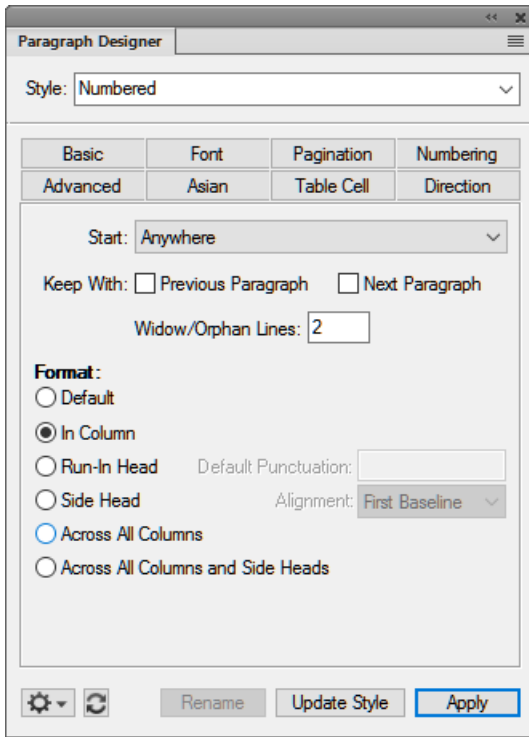 Paragraph Designer
Style: Numbered
Basic Font Pagination Numbering
Advanced Asian Table Cell Direction
Start: Anywhere
Keep With: Previous Paragraph Next Paragraph
Widow/Orphan Lines: 2
Format:
Default
In Column
Run-In Head Default Punctuation:
Side Head Alignment: First Baseline
Across All Columns
Across All Columns and Side Heads
Rename Update Style Apply